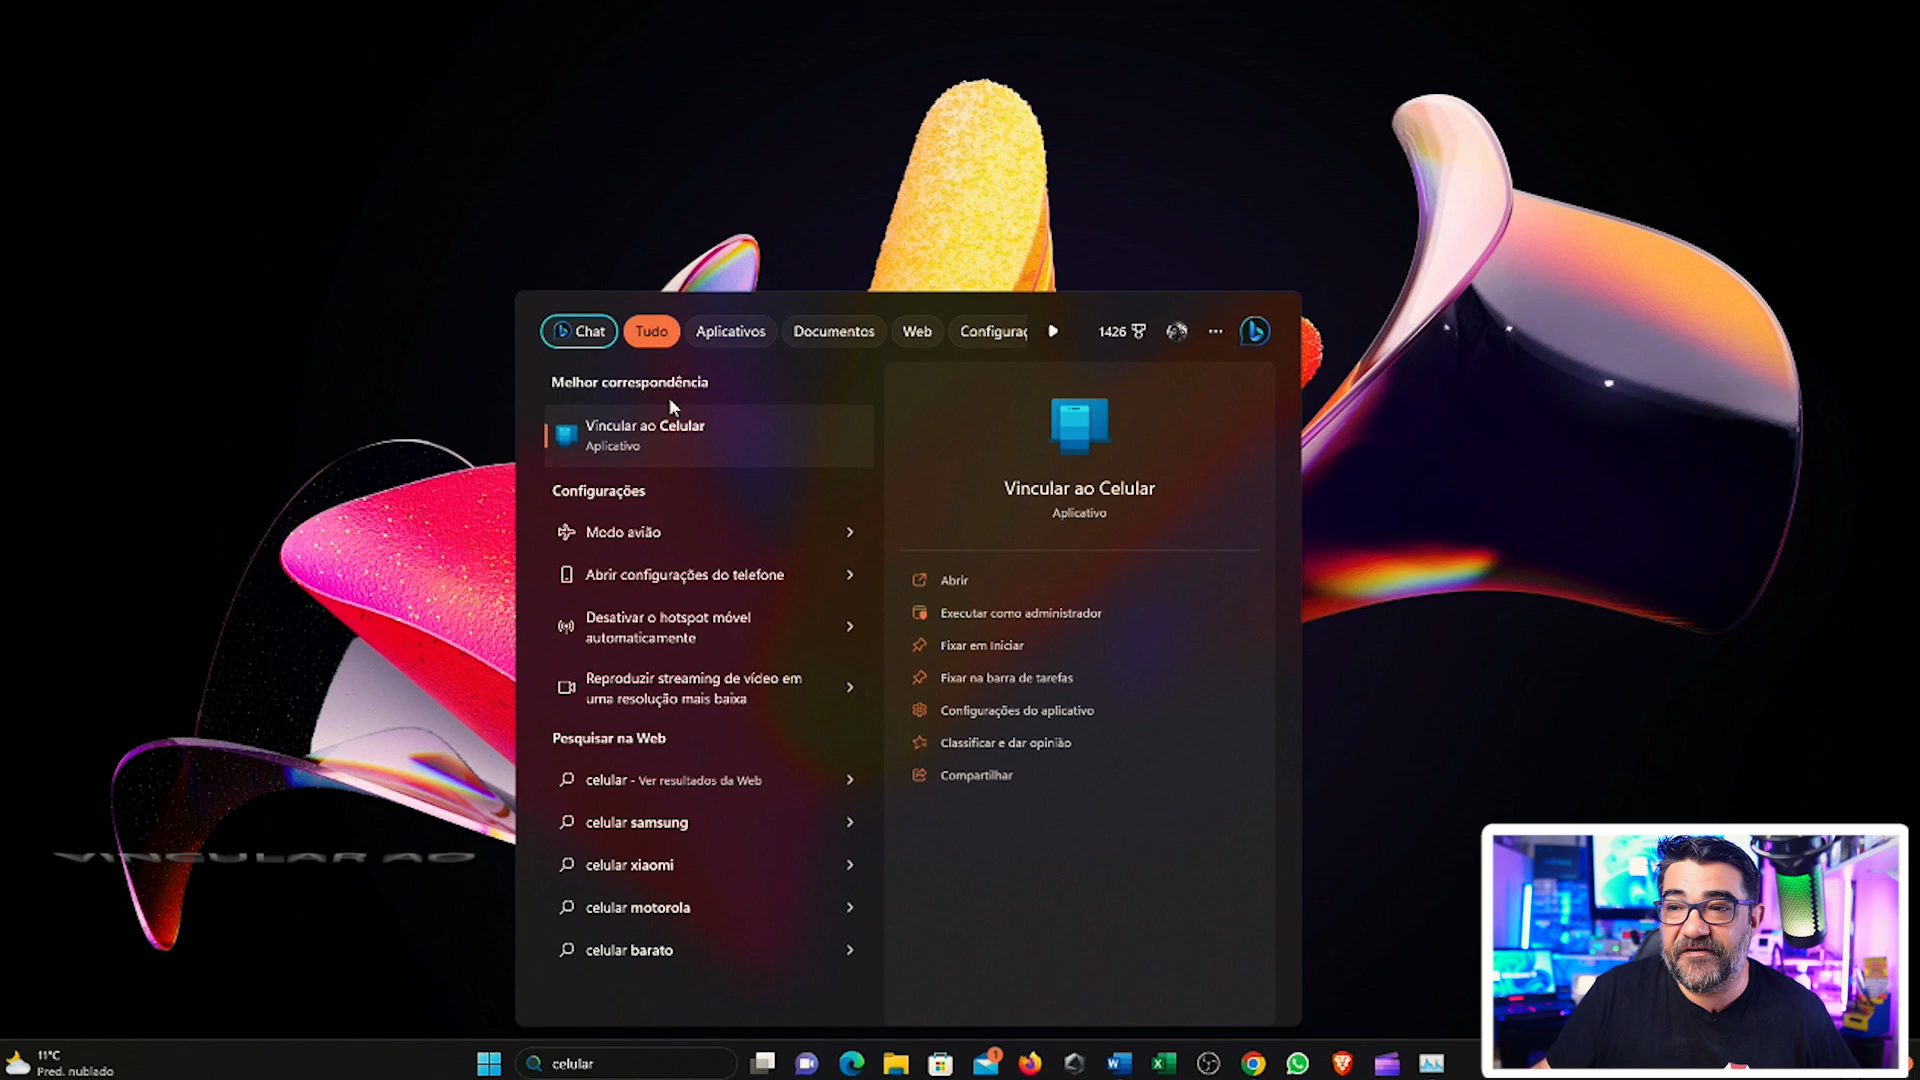 Chat
Tudo
Aplicativos
Documentos
Web
Configuraç
1426
Melhor correspondência
Vincular ao Celular
Aplicativo
Configurações
Modo avião
Abrir configurações do telefone
Desativar o hotspot móvel
automaticamente
Reproduzir streaming de vídeo em
uma resolução mais baixa
Pesquisar na Web
celular - Ver resultados da Web
celular samsung
celular xiaomi
celular motorola
celular barato
Vincular ao Celular
Aplicativo
Abrir
Executar como administrador
Fixar em Iniciar
Fixar na barra de tarefas
Configurações do aplicativo
Classificar e dar opinião
Compartilhar
VINCULAR AO
11°C
Pred. nublado
celular
1